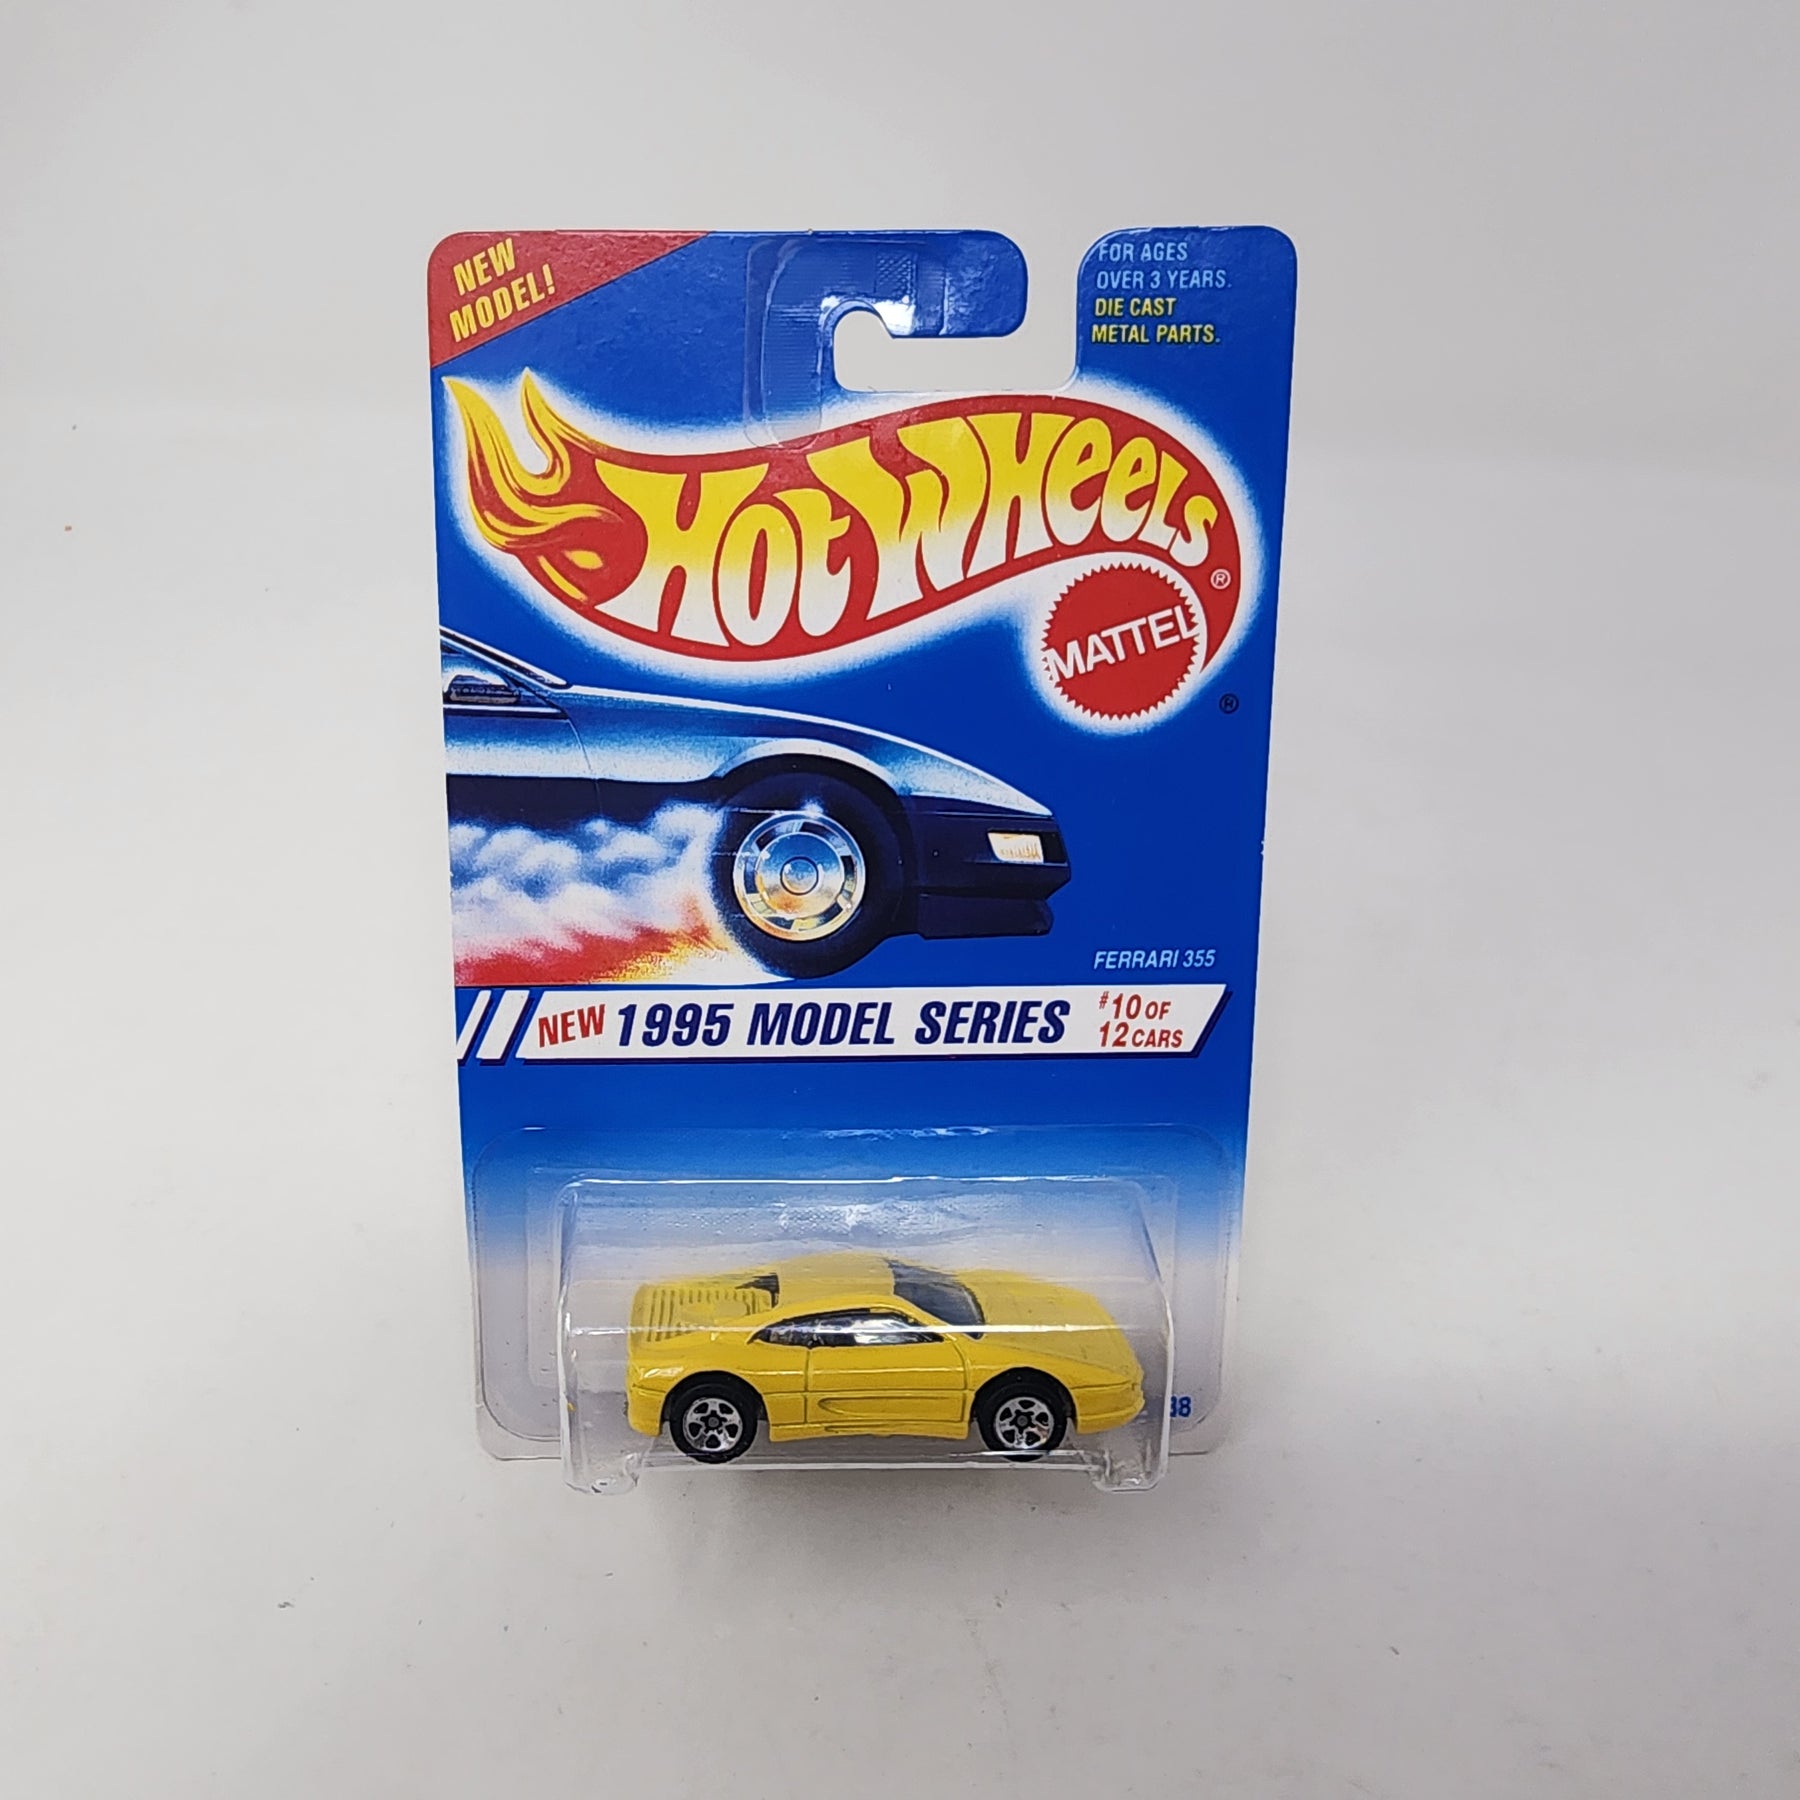 NEW
MODEL!
FOR AGES
OVER 3 YEARS.
DIE CAST
METAL PARTS.
HOT WHEELS®
MATTEL
®
FERRARI 355
NEW 1995 MODEL SERIES #10 OF
12 CARS